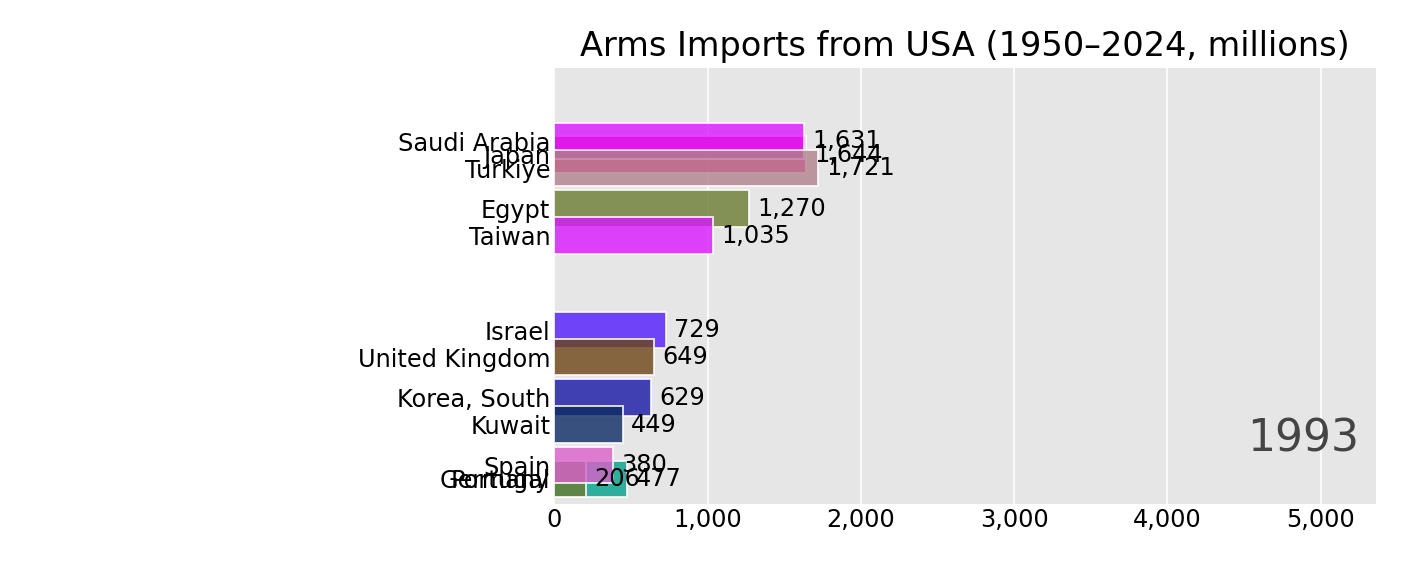 Arms Imports from USA (1950–2024, millions)
Saudi Arabia 1,631
Japan 1,644
Turkiye 1,721
Egypt 1,270
Taiwan 1,035
Israel 729
United Kingdom 649
Korea, South 629
Kuwait 449
Spain 380
Germany 477
Portugal 206
1993
0 1,000 2,000 3,000 4,000 5,000